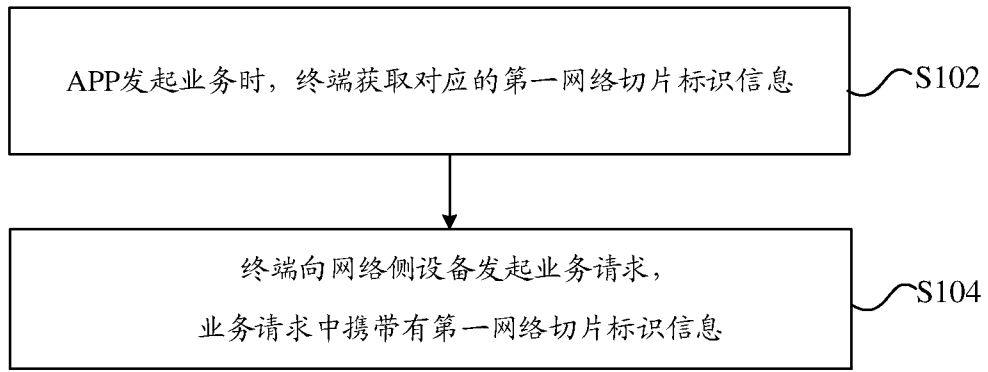 APP发起业务时，终端获取对应的第一网络切片标识信息
S102
终端向网络侧设备发起业务请求，
业务请求中携带有第一网络切片标识信息
S104